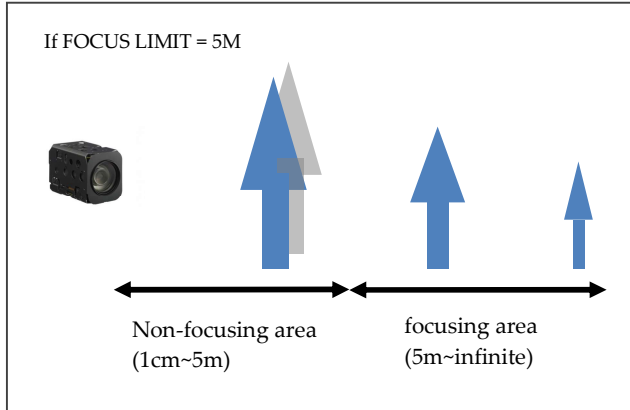 If FOCUS LIMIT = 5M
Non-focusing area
(1cm~5m)
focusing area
(5m~infinite)